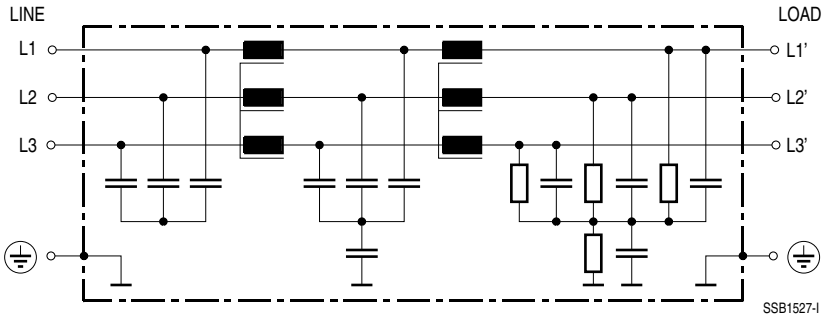 LINE LOAD
L1 L1'
L2 L2'
L3 L3'
SSB1527-I